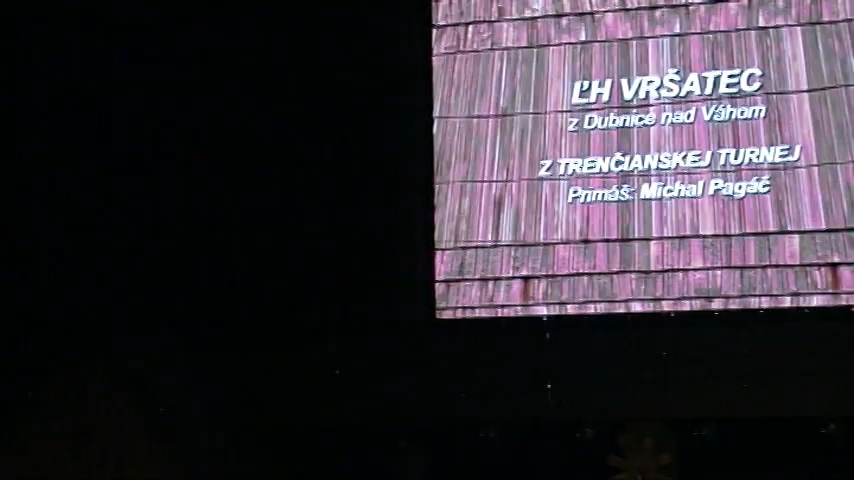 ĽH VRŠATEC
z Dubnice nad Váhom
Z TRENČIANSKEJ TURNEJ
Primáš: Michal Pagáč